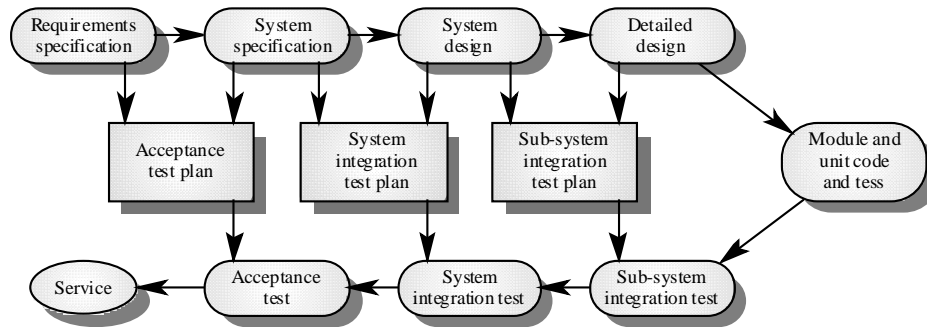 Requirements
specification
System
specification
System
design
Detailed
design
Acceptance
test plan
System
integration
test plan
Sub-system
integration
test plan
Module and
unit code
and tess
Service
Acceptance
test
System
integration test
Sub-system
integration test